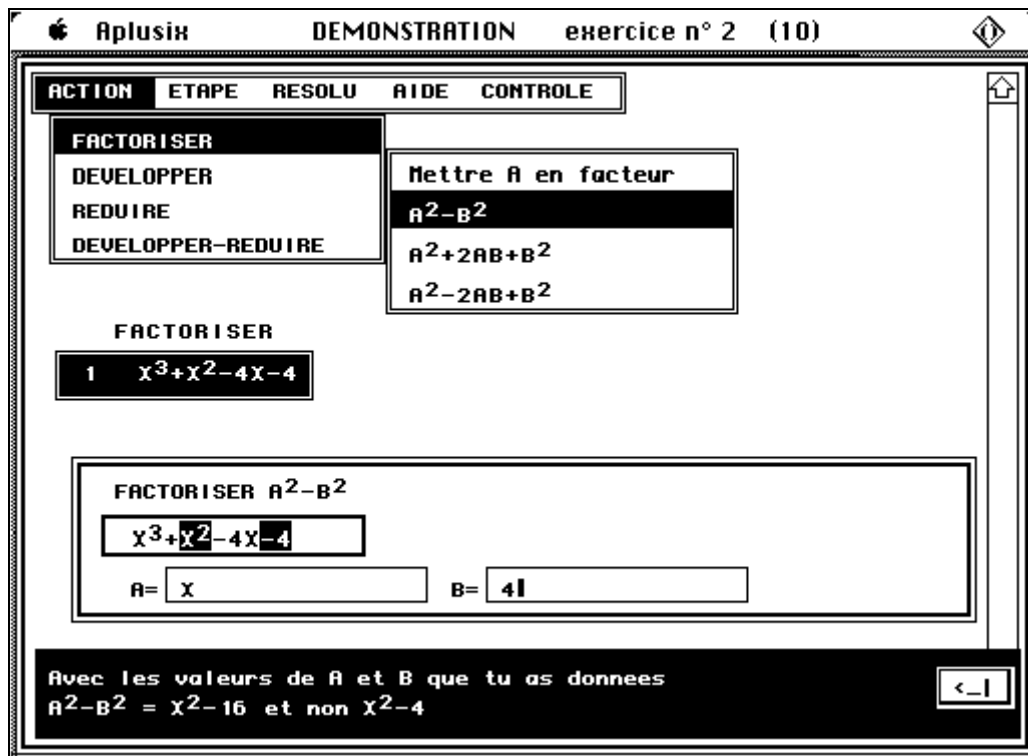 Aplusix DEMONSTRATION exercice n° 2 (10)
ACTION ETAPE RESOLU AIDE CONTROLE
FACTORISER
DEVELOPPER
REDUIRE
DEVELOPPER-REDUIRE
Mettre A en facteur
A²-B²
A²+2AB+B²
A²-2AB+B²
FACTORISER
1 X³+X²-4X-4
FACTORISER A²-B²
X³+X²-4X-4
A= X B= 4
Avec les valeurs de A et B que tu as donnees
A²-B² = X²-16 et non X²-4
<_|